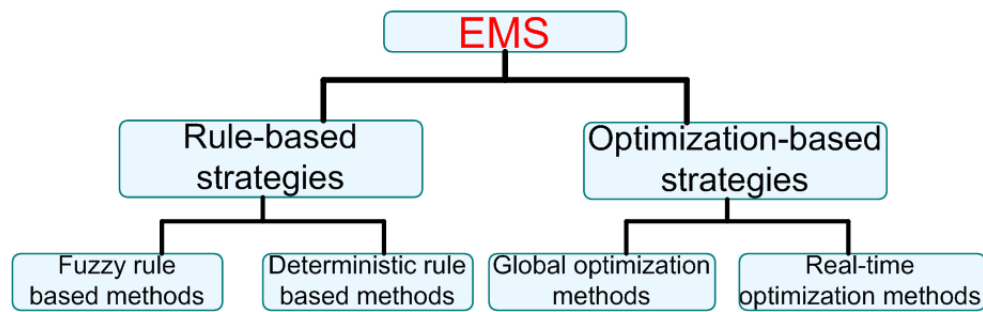 EMS
Rule-based
strategies
Optimization-based
strategies
Fuzzy rule
based methods
Deterministic rule
based methods
Global optimization
methods
Real-time
optimization methods